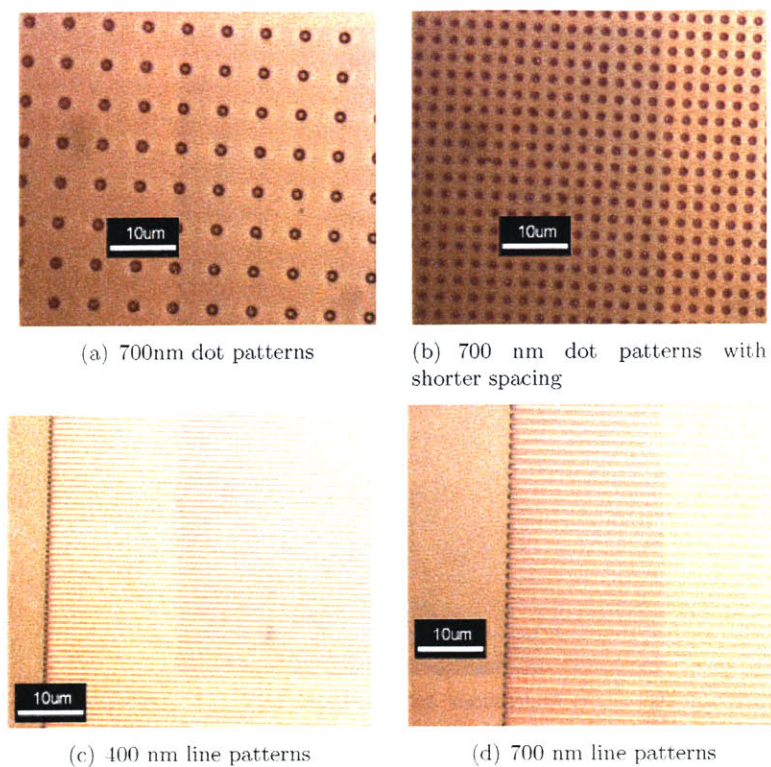 10um
10um
(a) 700nm dot patterns
(b) 700 nm dot patterns with
shorter spacing
10um
10um
(c) 400 nm line patterns
(d) 700 nm line patterns